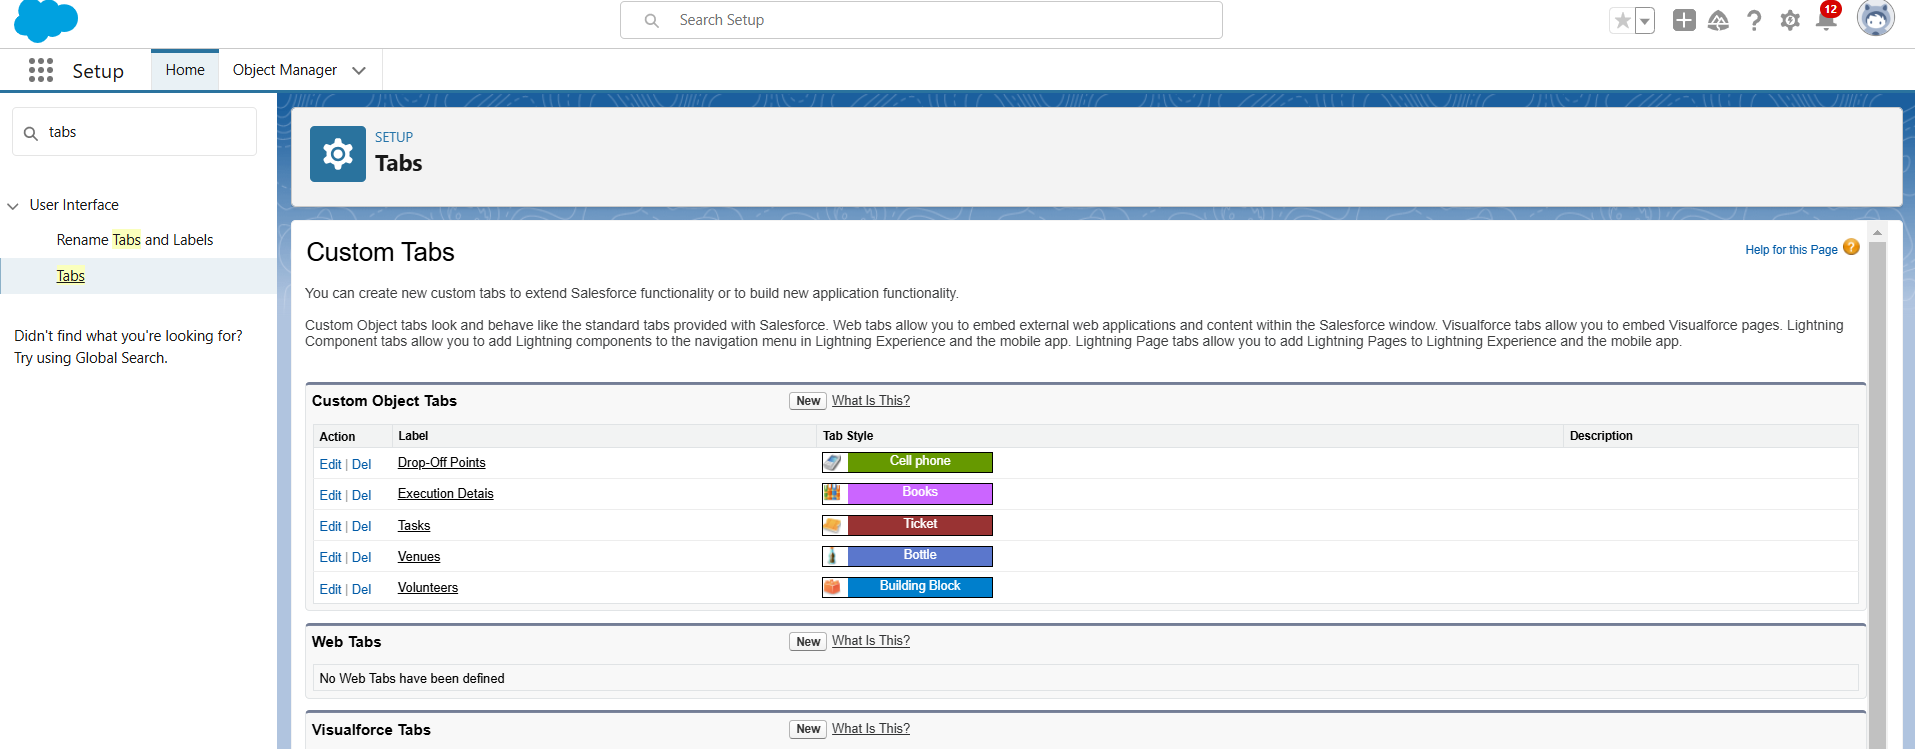 Search Setup
12
Setup
Home
Object Manager
tabs
User Interface
Rename Tabs and Labels
Tabs
Didn't find what you're looking for?
Try using Global Search.
SETUP
Tabs
Custom Tabs
Help for this Page
You can create new custom tabs to extend Salesforce functionality or to build new application functionality.
Custom Object tabs look and behave like the standard tabs provided with Salesforce. Web tabs allow you to embed external web applications and content within the Salesforce window. Visualforce tabs allow you to embed Visualforce pages. Lightning
Component tabs allow you to add Lightning components to the navigation menu in Lightning Experience and the mobile app. Lightning Page tabs allow you to add Lightning Pages to Lightning Experience and the mobile app.
Custom Object Tabs New What Is This?
Action Label Tab Style Description
Edit | Del Drop-Off Points Cell phone
Edit | Del Execution Detais Books
Edit | Del Tasks Ticket
Edit | Del Venues Bottle
Edit | Del Volunteers Building Block
Web Tabs New What Is This?
No Web Tabs have been defined
Visualforce Tabs New What Is This?